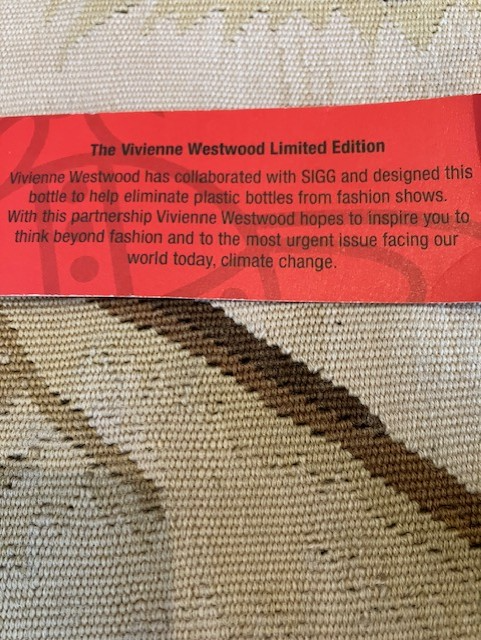 The Vivienne Westwood Limited Edition
Vivienne Westwood has collaborated with SIGG and designed this
bottle to help eliminate plastic bottles from fashion shows.
With this partnership Vivienne Westwood hopes to inspire you to
think beyond fashion and to the most urgent issue facing our
world today, climate change.